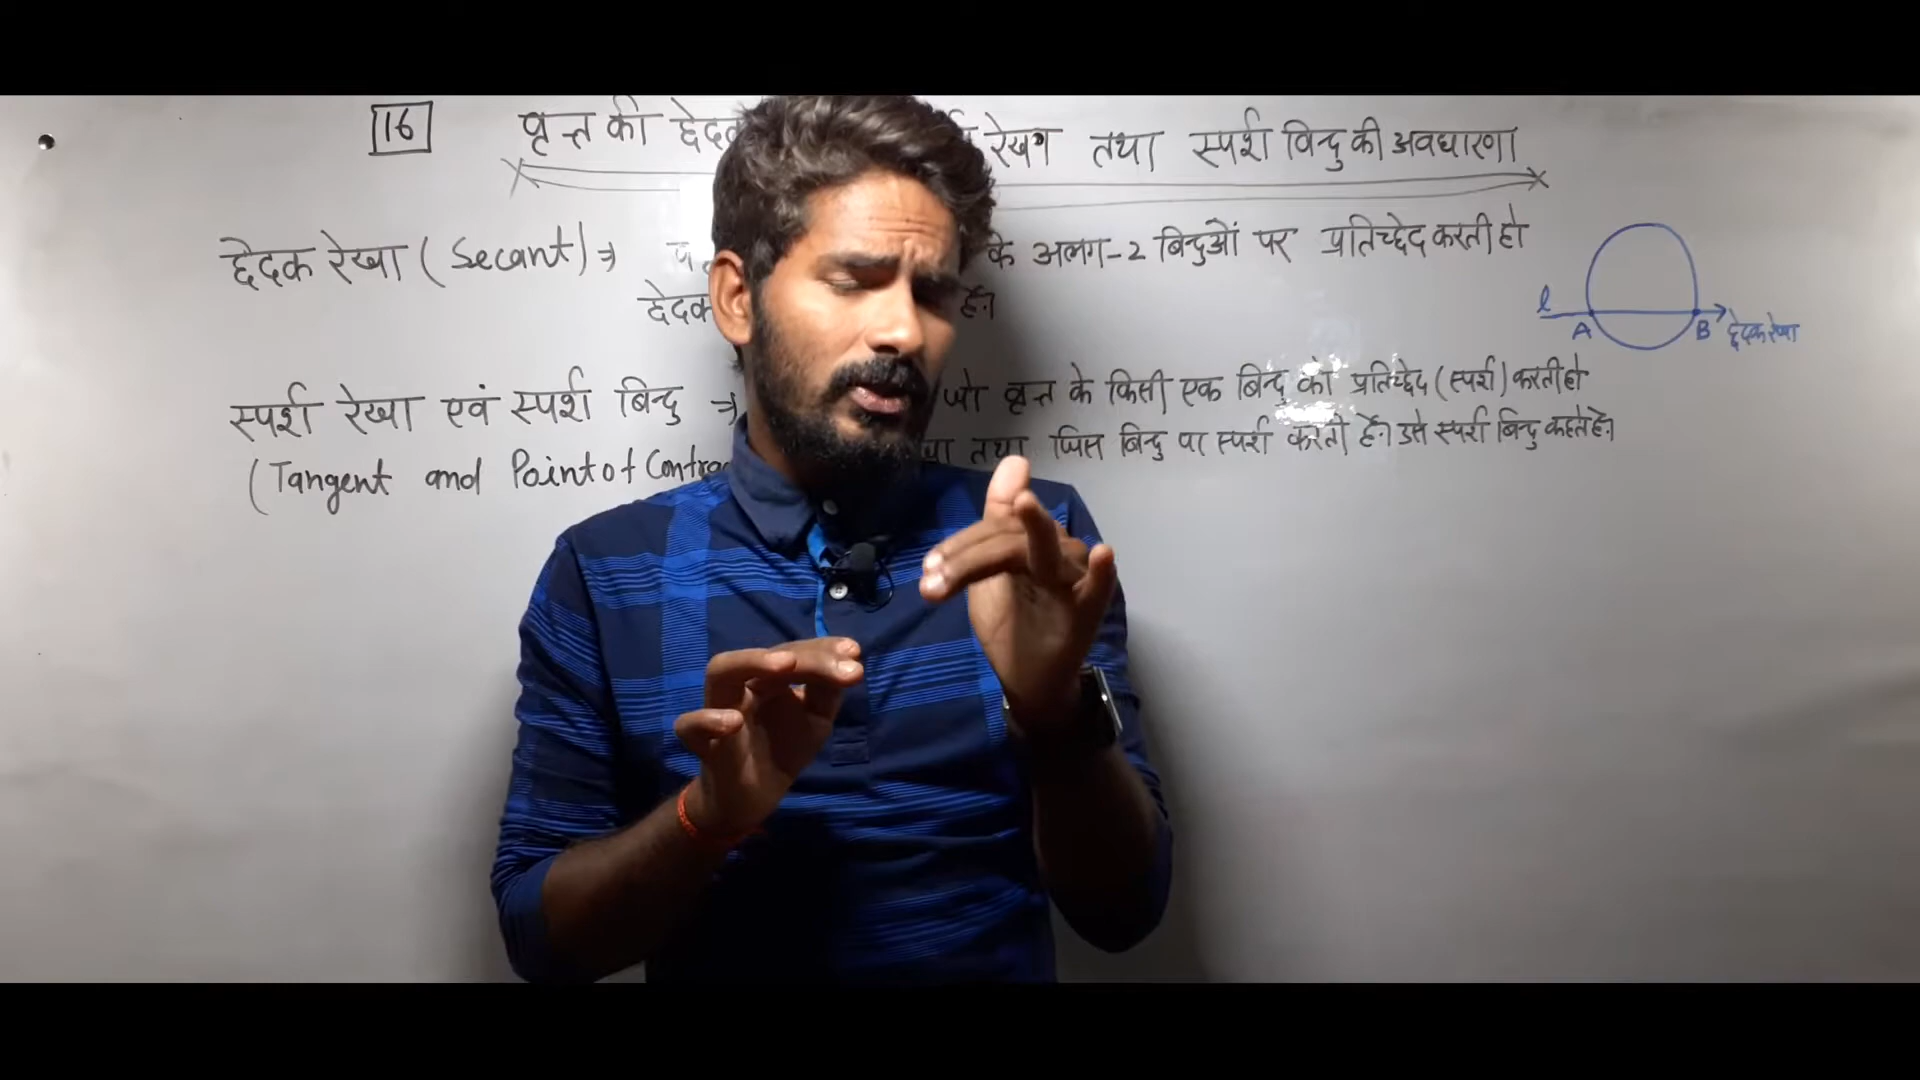 16 वृत्त की छेदक रेखा तथा स्पर्श बिन्दु की अवधारणा
छेदक रेखा (Secant) ⇒ के अलग-2 बिन्दुओं पर प्रतिच्छेद करती हो
छेदक हैं।
l A B छेदक रेखा
स्पर्श रेखा एवं स्पर्श बिन्दु ⇒ जो वृत्त के किसी एक बिन्दु को प्रतिच्छेद (स्पर्श) करती हो
तथा जिस बिन्दु पर स्पर्श करती हैं। उसे स्पर्श बिन्दु कहते हैं।
(Tangent and Point of